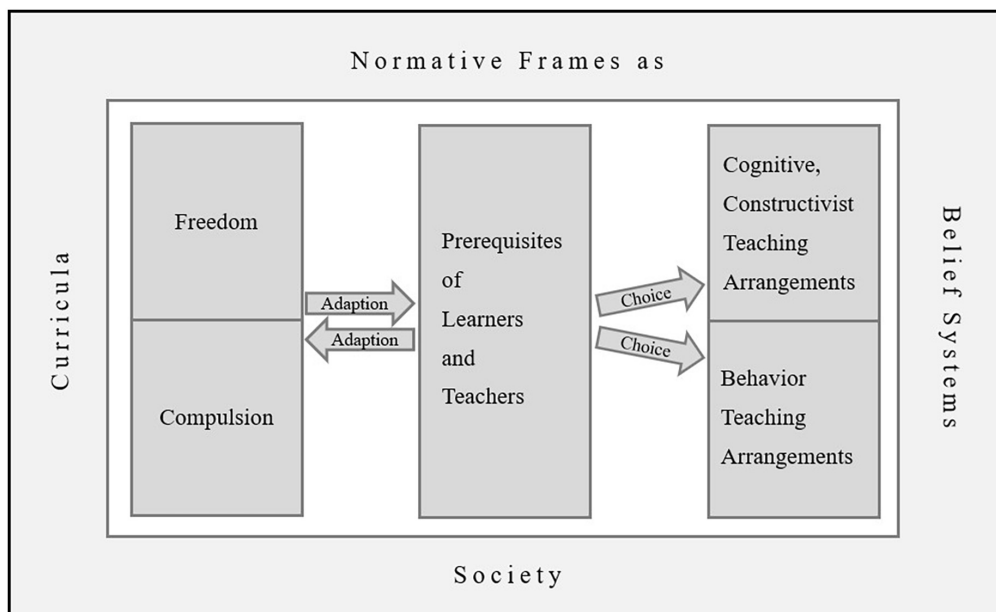 Normative Frames as
Curricula
Freedom
Compulsion
Adaption
Adaption
Prerequisites
of
Learners
and
Teachers
Choice
Choice
Cognitive,
Constructivist
Teaching
Arrangements
Behavior
Teaching
Arrangements
Belief Systems
Society